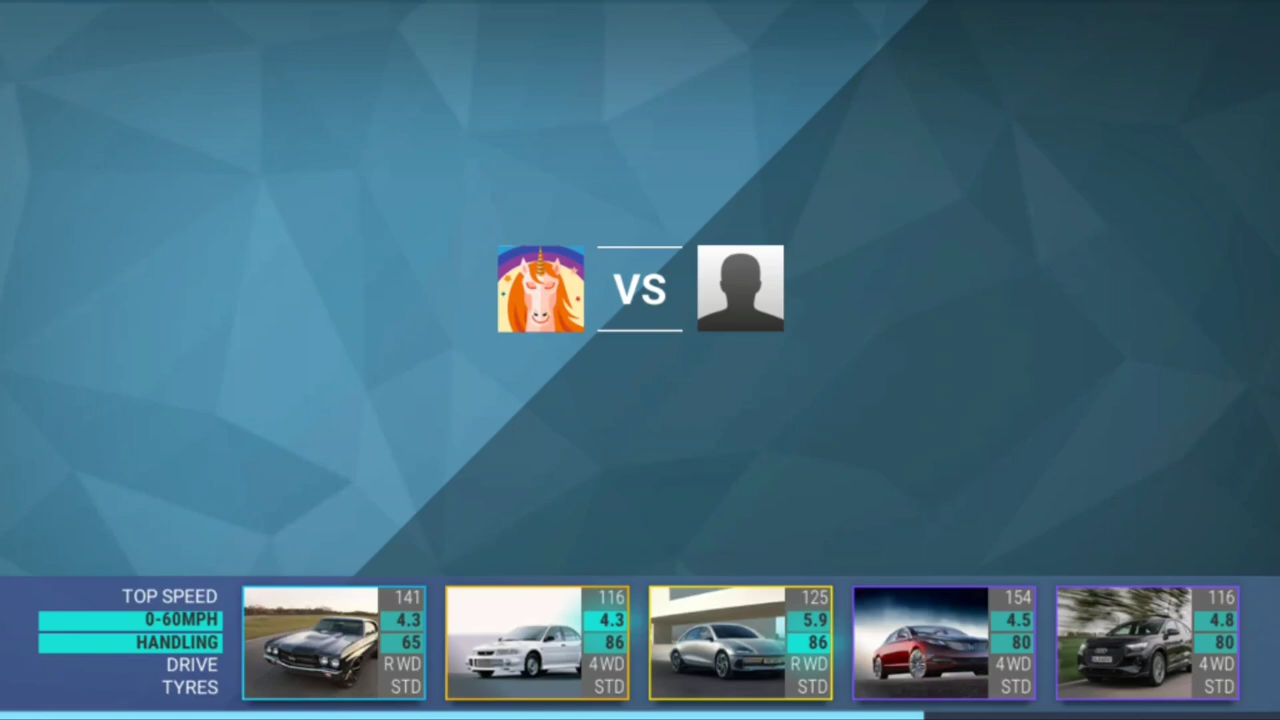 VS
TOP SPEED
0-60MPH
HANDLING
DRIVE
TYRES
141
4.3
65
RWD
STD
116
4.3
86
4WD
STD
125
5.9
86
RWD
STD
154
4.5
80
4WD
STD
116
4.8
80
4WD
STD